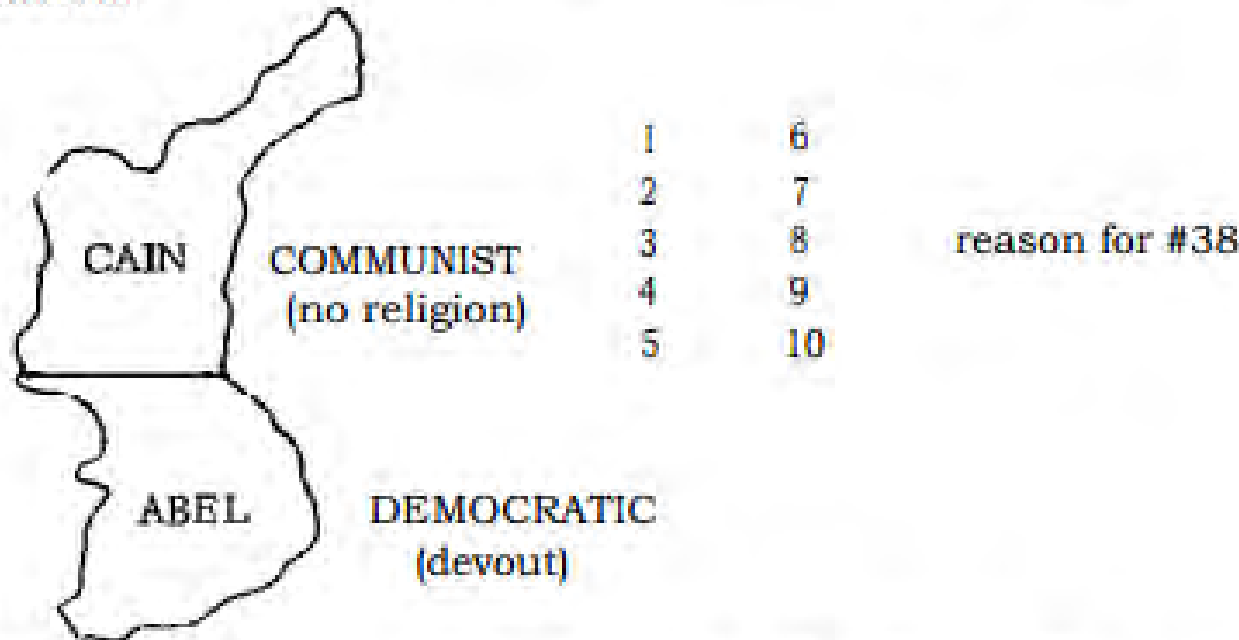 1 6
2 7
CAIN COMMUNIST 3 8 reason for #38
(no religion) 4 9
5 10
ABEL DEMOCRATIC
(devout)